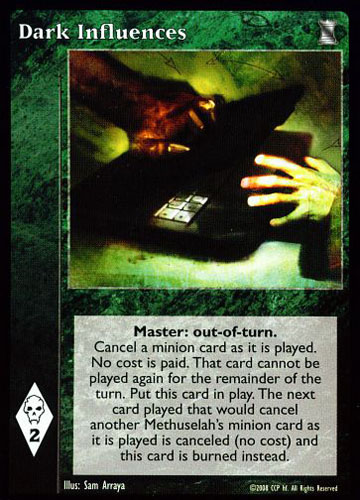 Dark Influences
Master: out-of-turn.
Cancel a minion card as it is played.
No cost is paid. That card cannot be
played again for the remainder of the
turn. Put this card in play. The next
card played that would cancel
another Methuselah's minion card as
it is played is canceled (no cost) and
this card is burned instead.
2
Illus: Sam Arraya
©2008 CCP hf. All Rights Reserved